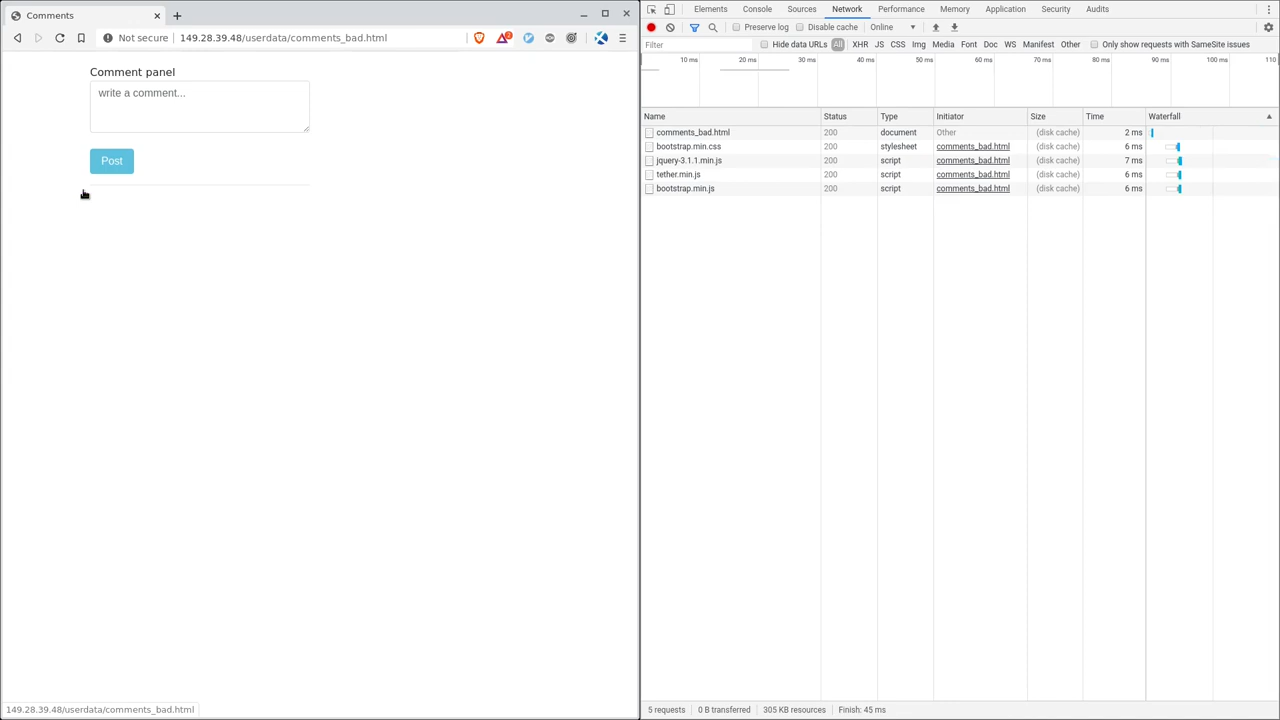 Comments
Not secure 149.28.39.48/userdata/comments_bad.html
2
Comment panel
write a comment...
Post
149.28.39.48/userdata/comments_bad.html
Elements Console Sources Network Performance Memory Application Security Audits
Preserve log Disable cache Online
Filter Hide data URLs All XHR JS CSS Img Media Font Doc WS Manifest Other Only show requests with SameSite issues
10 ms 20 ms 30 ms 40 ms 50 ms 60 ms 70 ms 80 ms 90 ms 100 ms 110
Name Status Type Initiator Size Time Waterfall
comments_bad.html 200 document Other (disk cache) 2 ms
bootstrap.min.css 200 stylesheet comments_bad.html (disk cache) 6 ms
jquery-3.1.1.min.js 200 script comments_bad.html (disk cache) 7 ms
tether.min.js 200 script comments_bad.html (disk cache) 6 ms
bootstrap.min.js 200 script comments_bad.html (disk cache) 6 ms
5 requests 0 B transferred 305 KB resources Finish: 45 ms